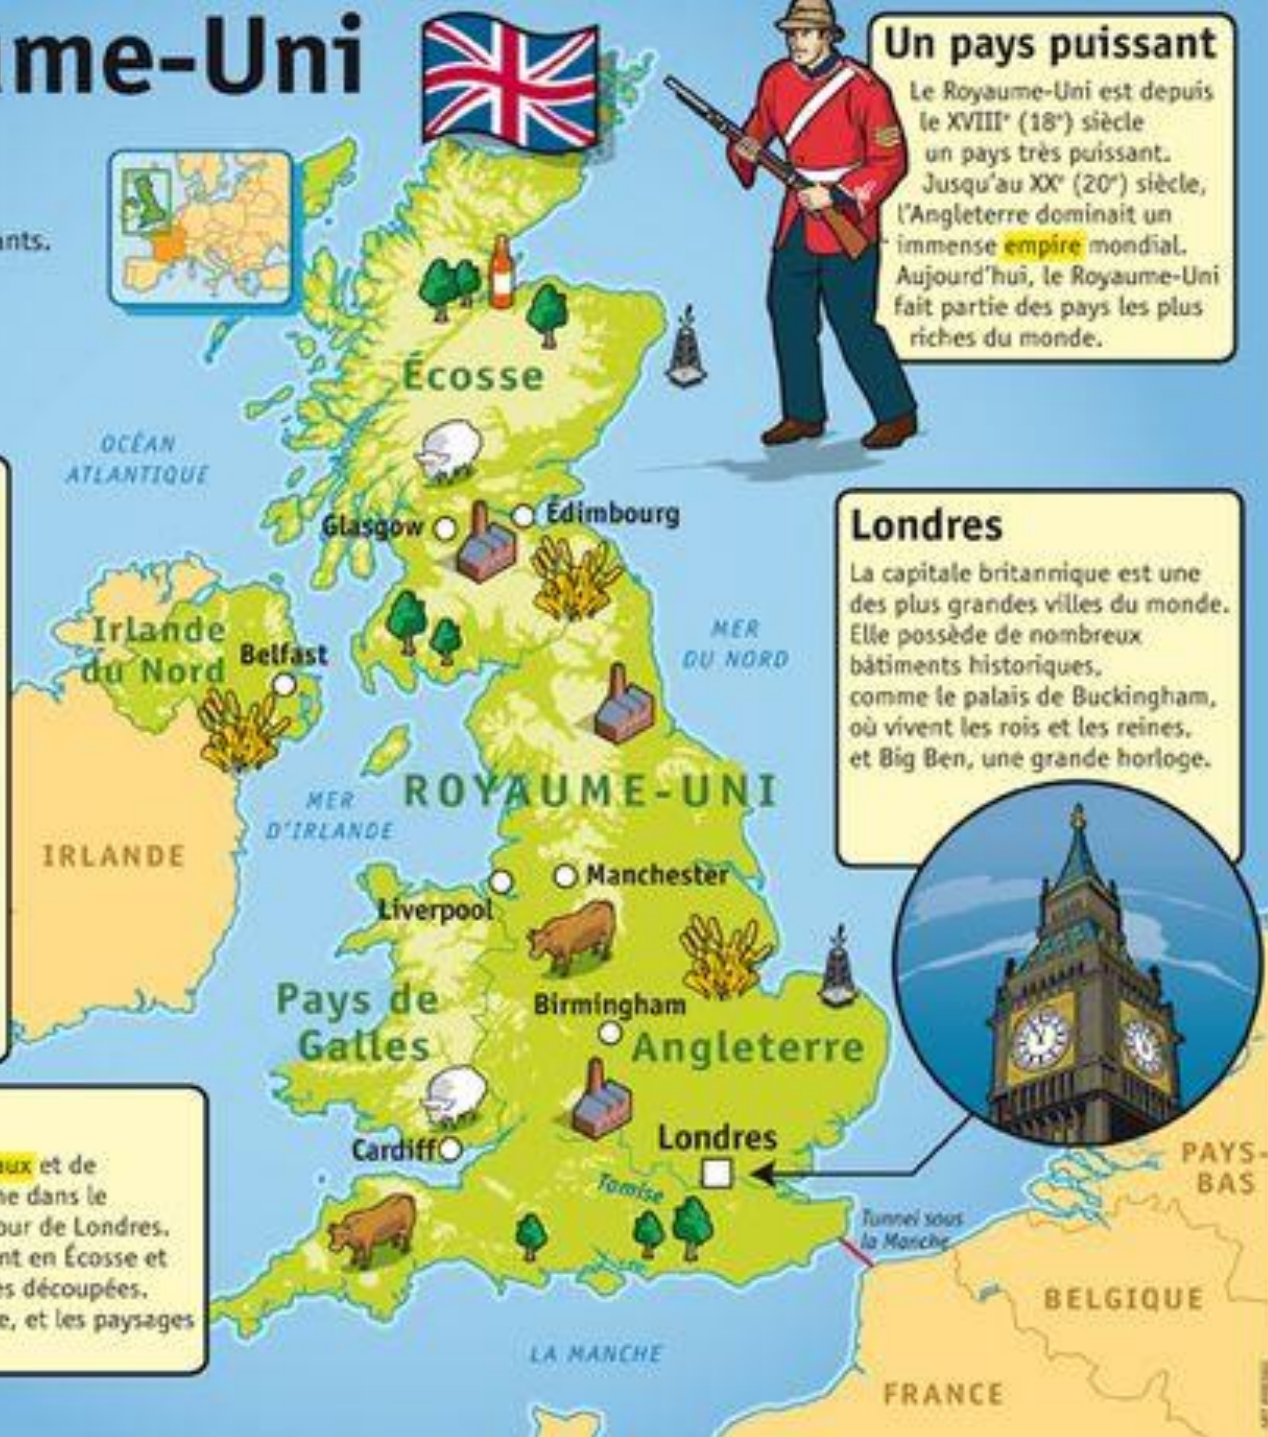 me-Uni
ants.
Un pays puissant
Le Royaume-Uni est depuis
le XVIIIᵉ (18ᵉ) siècle
un pays très puissant.
Jusqu'au XXᵉ (20ᵉ) siècle,
l'Angleterre dominait un
immense empire mondial.
Aujourd'hui, le Royaume-Uni
fait partie des pays les plus
riches du monde.
Écosse
OCÉAN
ATLANTIQUE
Glasgow
Édimbourg
Londres
La capitale britannique est une
des plus grandes villes du monde.
Elle possède de nombreux
bâtiments historiques,
comme le palais de Buckingham,
où vivent les rois et les reines,
et Big Ben, une grande horloge.
Irlande
du Nord
Belfast
MER
DU NORD
ROYAUME-UNI
MER
D'IRLANDE
IRLANDE
Manchester
Liverpool
Pays de
Galles
Birmingham
Angleterre
Cardiff
Londres
Tamise
Tunnel sous
la Manche
PAYS-
BAS
BELGIQUE
LA MANCHE
FRANCE
aux et de
ne dans le
our de Londres.
nt en Écosse et
es découpées.
e, et les paysages